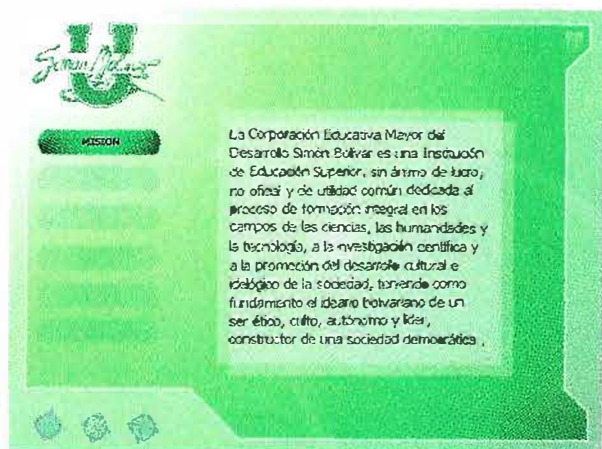 Simón Bolívar
U
MISION
La Corporación Educativa Mayor del
Desarrollo Simón Bolívar es una Institución
de Educación Superior, sin ánimo de lucro,
no oficial y de utilidad común dedicada al
proceso de formación integral en los
campos de las ciencias, las humanidades y
la tecnología, a la investigación científica y
a la promoción del desarrollo cultural e
idelógico de la sociedad, teniendo como
fundamento el ideario bolivariano de un
ser ético, culto, autónomo y líder,
constructor de una sociedad democrática ,